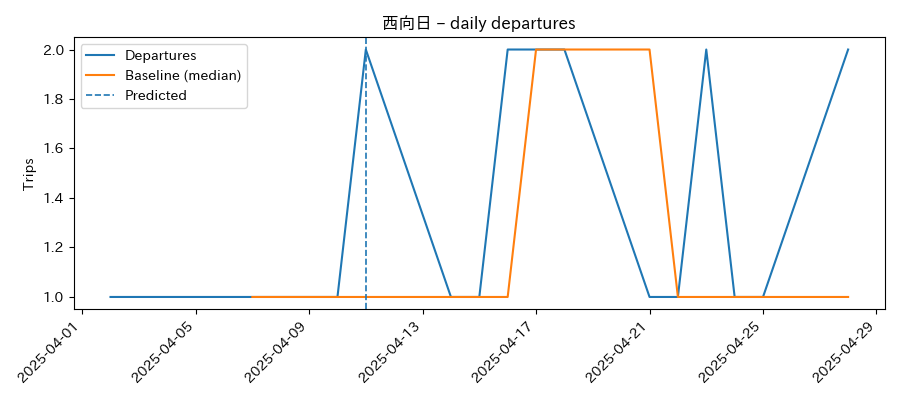 西向日 – daily departures
Departures
Baseline (median)
Predicted
Trips
2.0
1.8
1.6
1.4
1.2
1.0
2025-04-01
2025-04-05
2025-04-09
2025-04-13
2025-04-17
2025-04-21
2025-04-25
2025-04-29